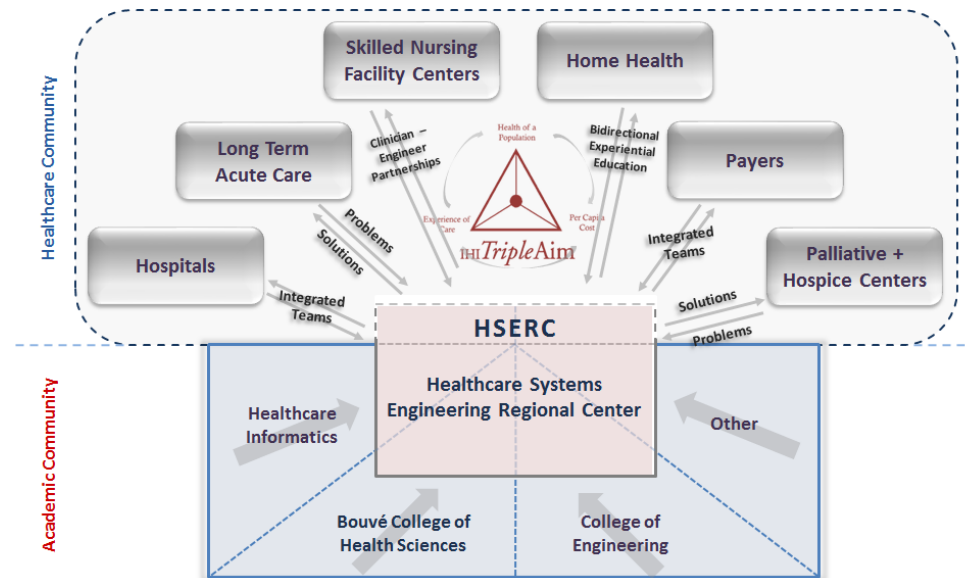 Healthcare Community
Skilled Nursing
Facility Centers
Home Health
Long Term
Acute Care
Clinician –
Engineer
Partnerships
Health of a
Population
Bidirectional
Experiential
Education
Payers
Experience of
Care
Per Capita
Cost
IHI TripleAim
Hospitals
Problems
Solutions
Integrated
Teams
Palliative +
Hospice Centers
Integrated
Teams
Solutions
Problems
HSERC
Healthcare Systems
Engineering Regional Center
Academic Community
Healthcare
Informatics
Other
Bouvé College of
Health Sciences
College of
Engineering